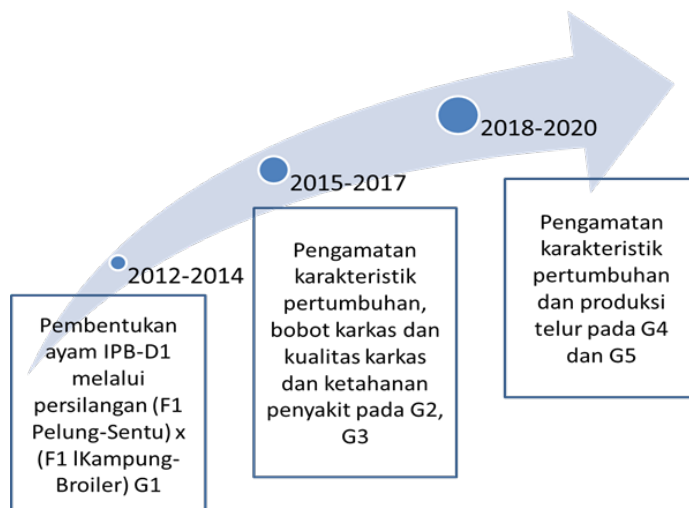 2012-2014
Pembentukan
ayam IPB-D1
melalui
persilangan (F1
Pelung-Sentu) x
(F1 lKampung-
Broiler) G1
2015-2017
Pengamatan
karakteristik
pertumbuhan,
bobot karkas dan
kualitas karkas
dan ketahanan
penyakit pada G2,
G3
2018-2020
Pengamatan
karakteristik
pertumbuhan
dan produksi
telur pada G4
dan G5